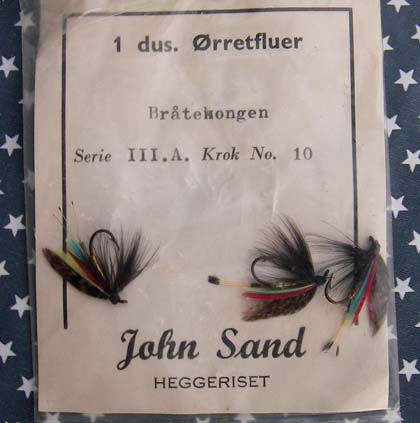 1 dus. Ørretfluer
Bråtekongen
Serie III.A. Krok No. 10
John Sand
HEGGERISET